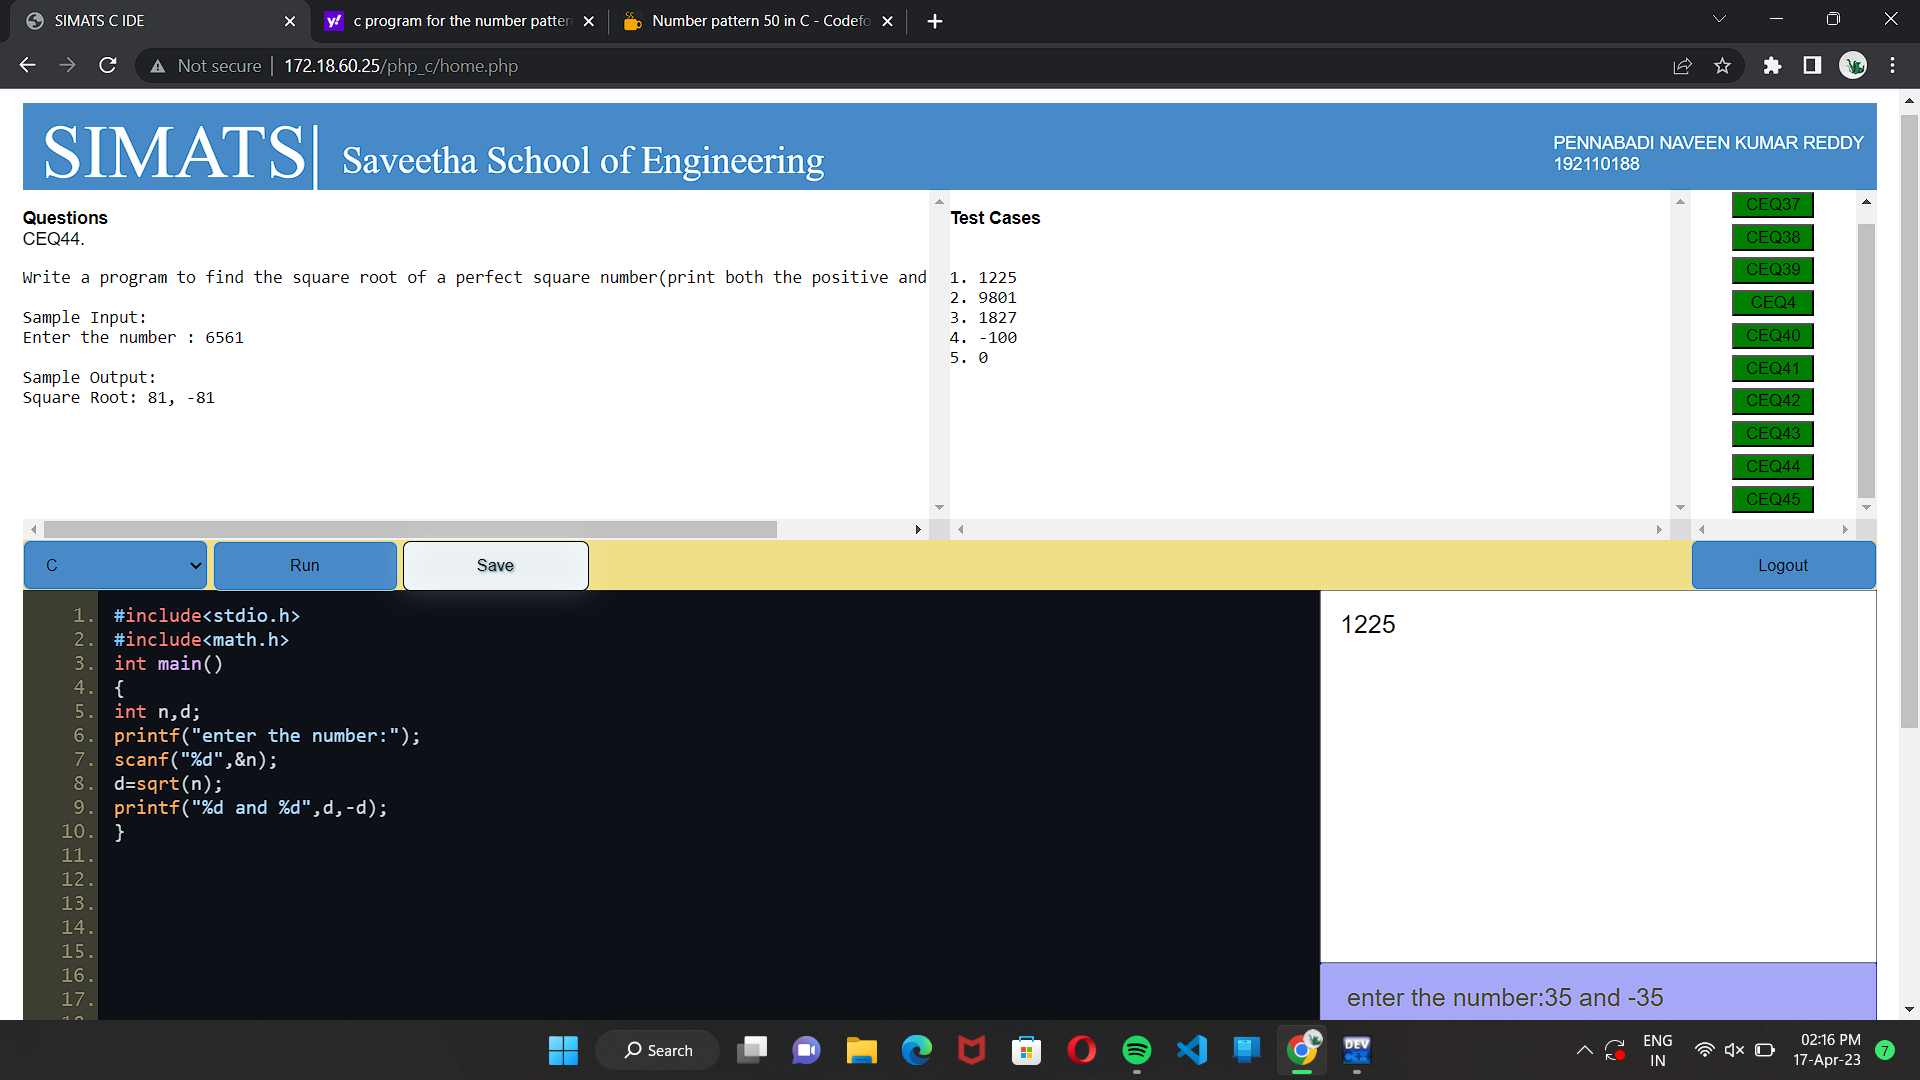 SIMATS C IDE
c program for the number patter
Number pattern 50 in C - Codefo
Not secure | 172.18.60.25/php_c/home.php
SIMATS| Saveetha School of Engineering
PENNABADI NAVEEN KUMAR REDDY
192110188
Questions
CEQ44.
Write a program to find the square root of a perfect square number(print both the positive and
Sample Input:
Enter the number : 6561
Sample Output:
Square Root: 81, -81
Test Cases
1. 1225
2. 9801
3. 1827
4. -100
5. 0
CEQ37
CEQ38
CEQ39
CEQ4
CEQ40
CEQ41
CEQ42
CEQ43
CEQ44
CEQ45
C
Run
Save
Logout
1. #include<stdio.h>
2. #include<math.h>
3. int main()
4. {
5. int n,d;
6. printf("enter the number:");
7. scanf("%d",&n);
8. d=sqrt(n);
9. printf("%d and %d",d,-d);
10. }
11.
12.
13.
14.
15.
16.
17.
1225
enter the number:35 and -35
Search
DEV
ENG
IN
02:16 PM
17-Apr-23
7